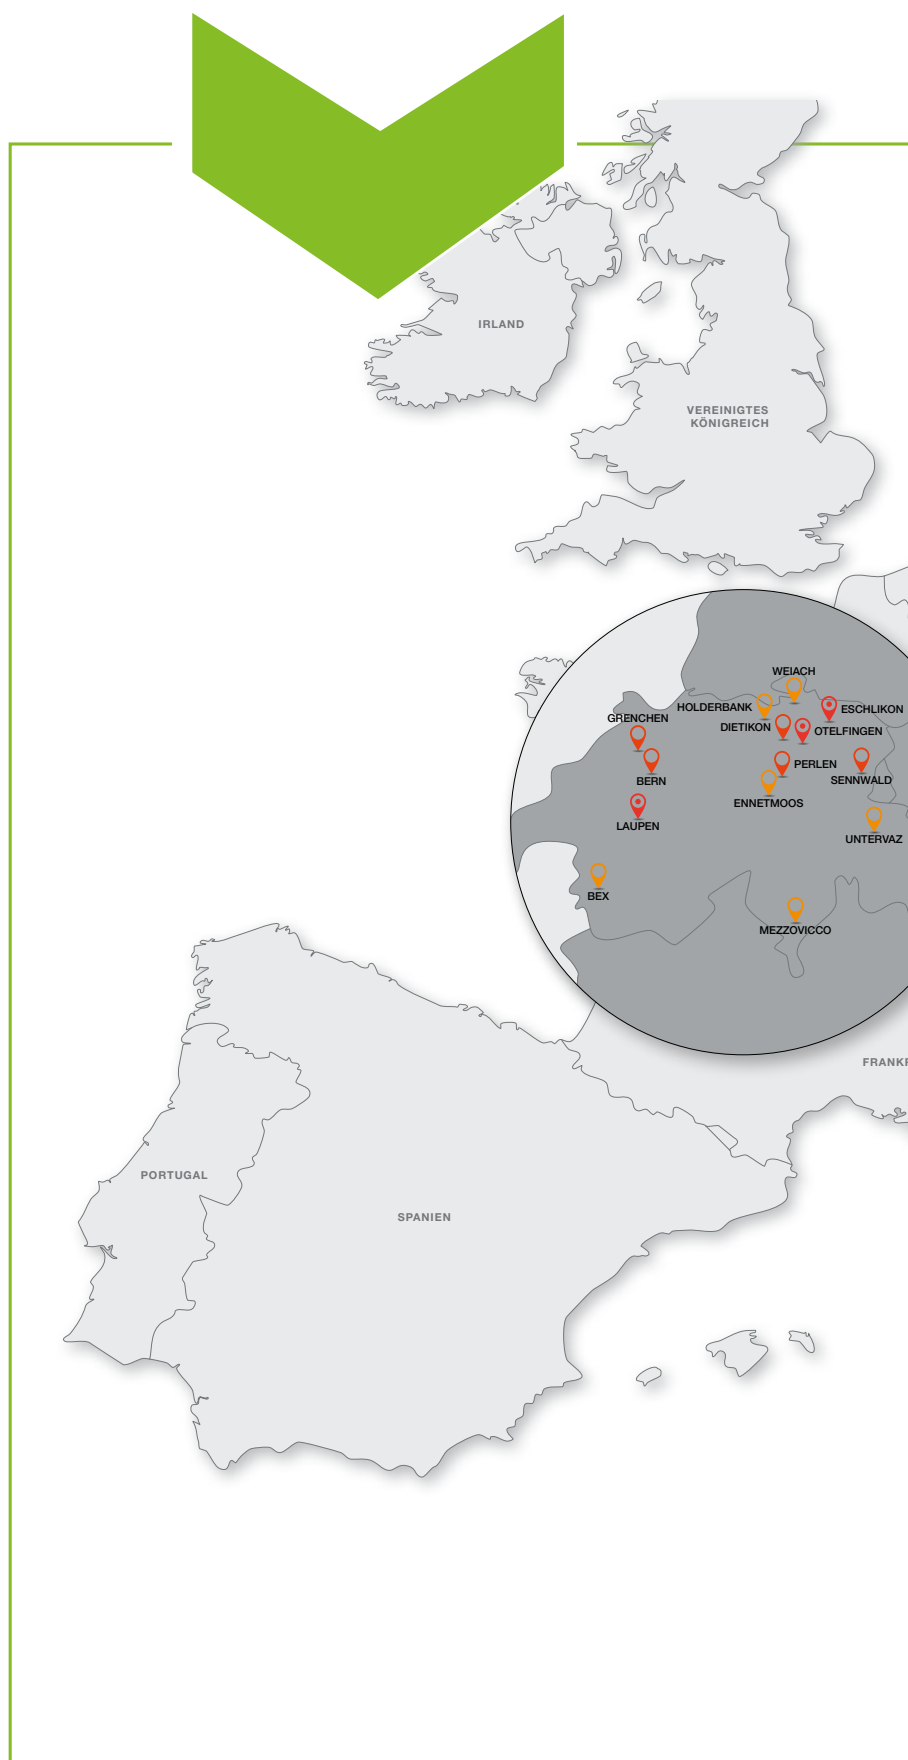 IRLAND
VEREINIGTES
KÖNIGREICH
WEIACH
HOLDERBANK
ESCHLIKON
GRENCHEN
DIETIKON
OTELFINGEN
PERLEN
BERN
SENNWALD
ENNETMOOS
LAUPEN
UNTERVAZ
BEX
MEZZOVICCO
FRANKR
PORTUGAL
SPANIEN